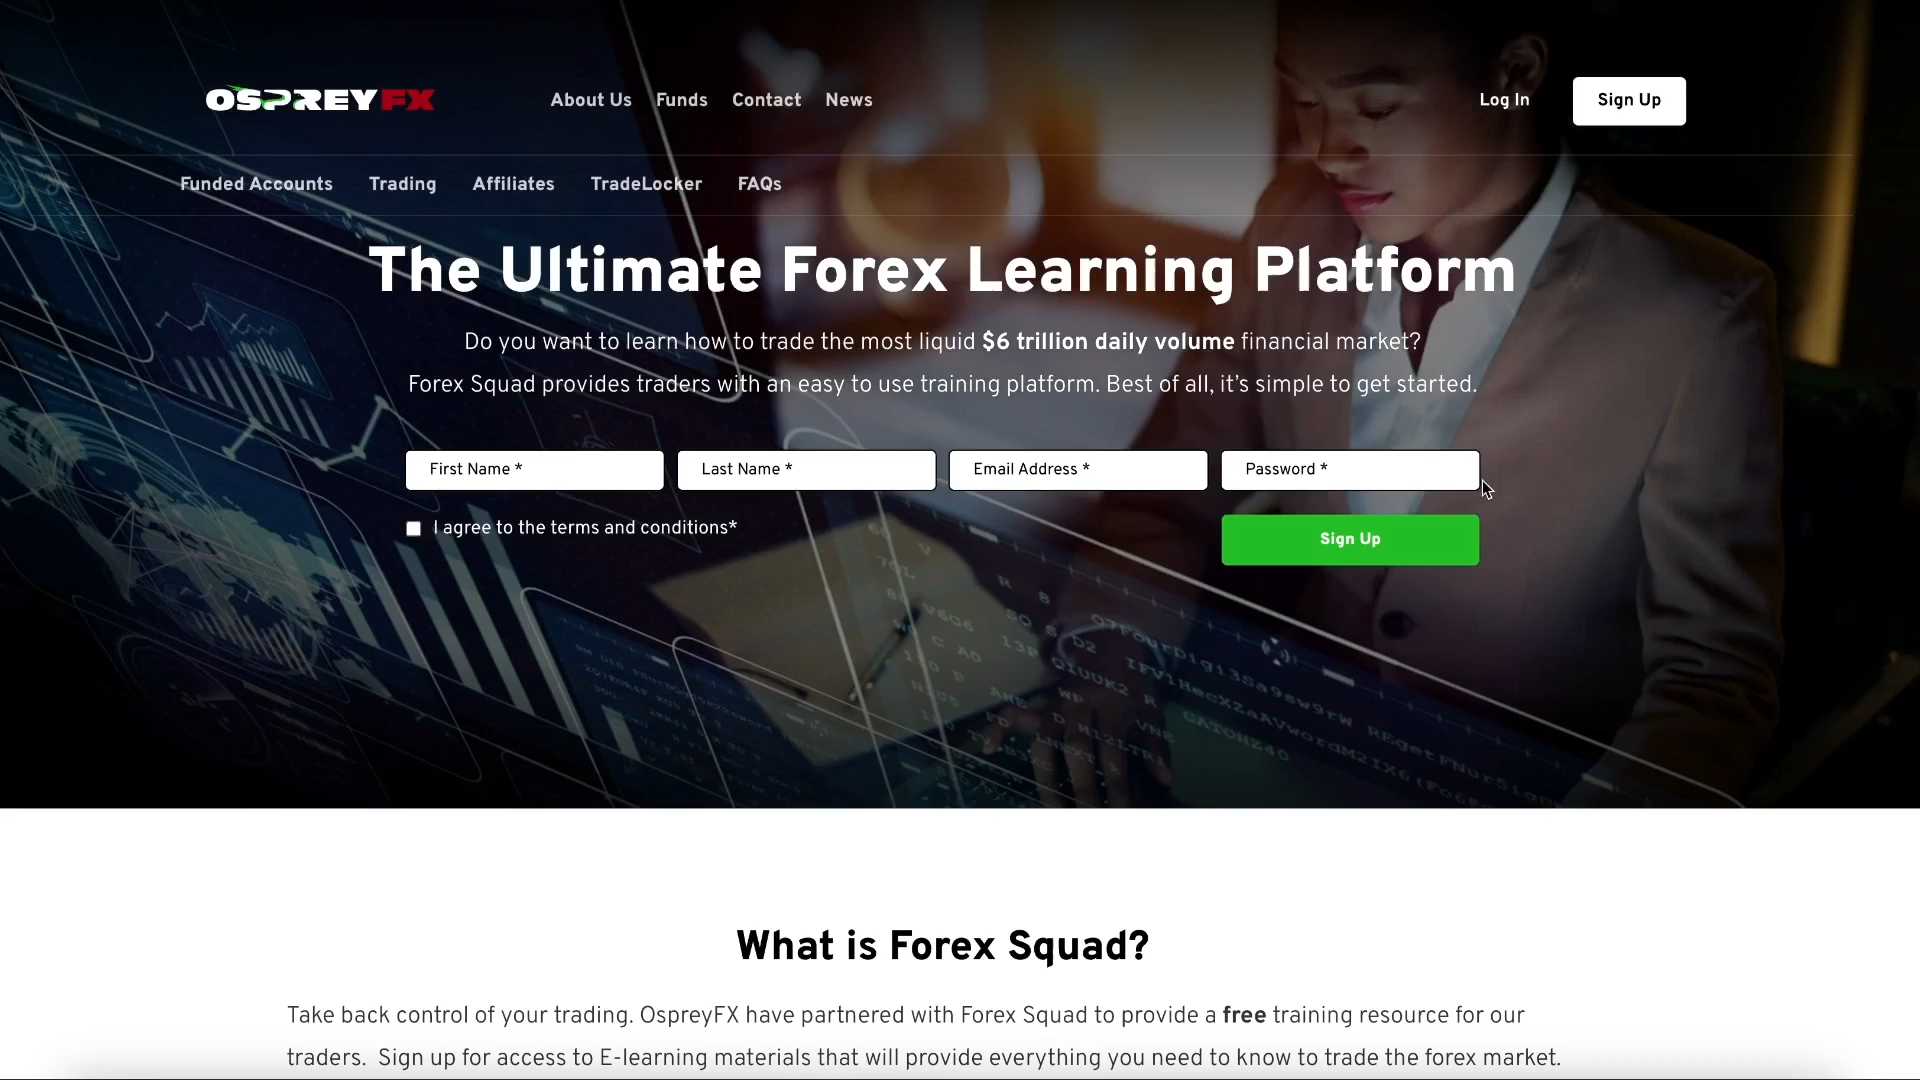 OSPREYFX
About Us Funds Contact News
Log In
Sign Up
Funded Accounts Trading Affiliates TradeLocker FAQs
The Ultimate Forex Learning Platform
Do you want to learn how to trade the most liquid $6 trillion daily volume financial market?
Forex Squad provides traders with an easy to use training platform. Best of all, it’s simple to get started.
First Name *
Last Name *
Email Address *
Password *
I agree to the terms and conditions*
Sign Up
What is Forex Squad?
Take back control of your trading. OspreyFX have partnered with Forex Squad to provide a free training resource for our
traders. Sign up for access to E-learning materials that will provide everything you need to know to trade the forex market.